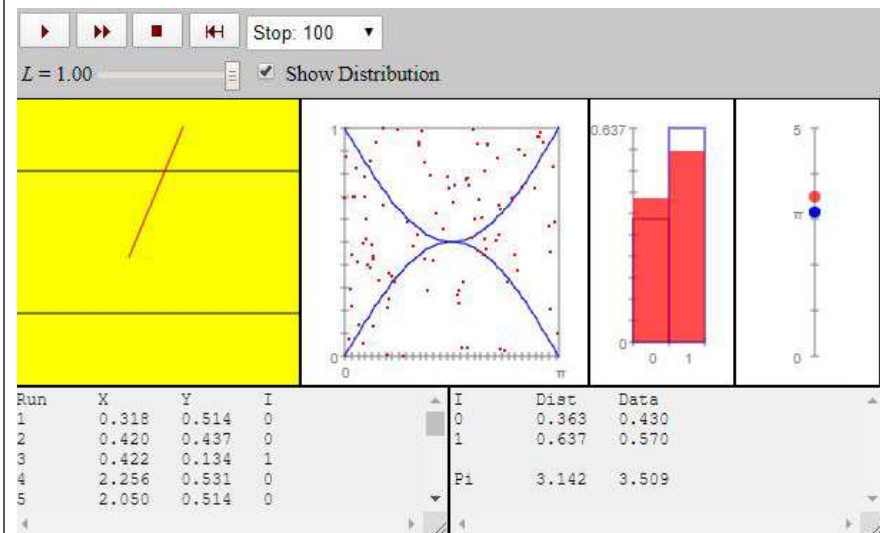 Stop: 100
L = 1.00 Show Distribution
1
0
0 π
0.637
0
0 1
5
π
0
Run X Y I
1 0.318 0.514 0
2 0.420 0.437 0
3 0.422 0.134 1
4 2.256 0.531 0
5 2.050 0.514 0
I Dist Data
0 0.363 0.430
1 0.637 0.570
Pi 3.142 3.509